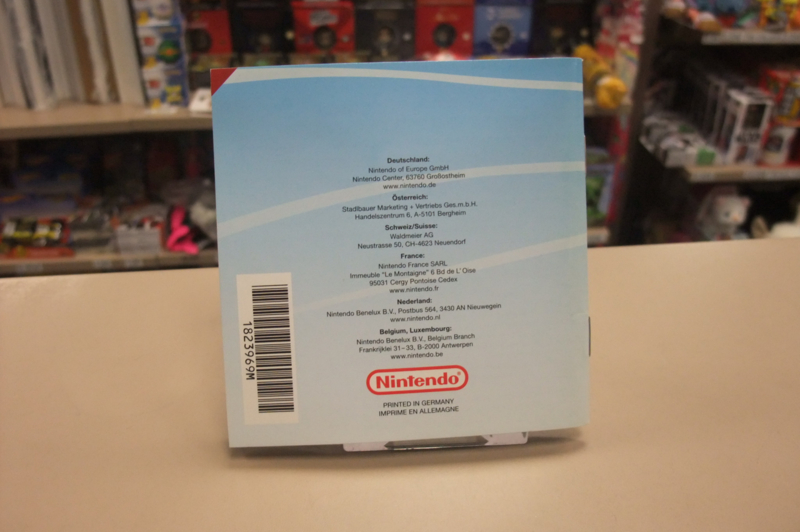 Deutschland:
Nintendo of Europe GmbH
Nintendo Center, 63760 Großostheim
www.nintendo.de
Österreich:
Stadlbauer Marketing + Vertriebs Ges.m.b.H.
Handelszentrum 6, A-5101 Bergheim
Schweiz/Suisse:
Waldmeier AG
Neustrasse 50, CH-4623 Neuendorf
France:
Nintendo France SARL
Immeuble "Le Montaigne" 6 Bd de L' Oise
95031 Cergy Pontoise Cedex
www.nintendo.fr
Nederland:
Nintendo Benelux B.V., Postbus 564, 3430 AN Nieuwegein
www.nintendo.nl
Belgium, Luxembourg:
Nintendo Benelux B.V., Belgium Branch
Frankrijklei 31–33, B-2000 Antwerpen
www.nintendo.be
Nintendo®
PRINTED IN GERMANY
IMPRIME EN ALLEMAGNE
1823969M